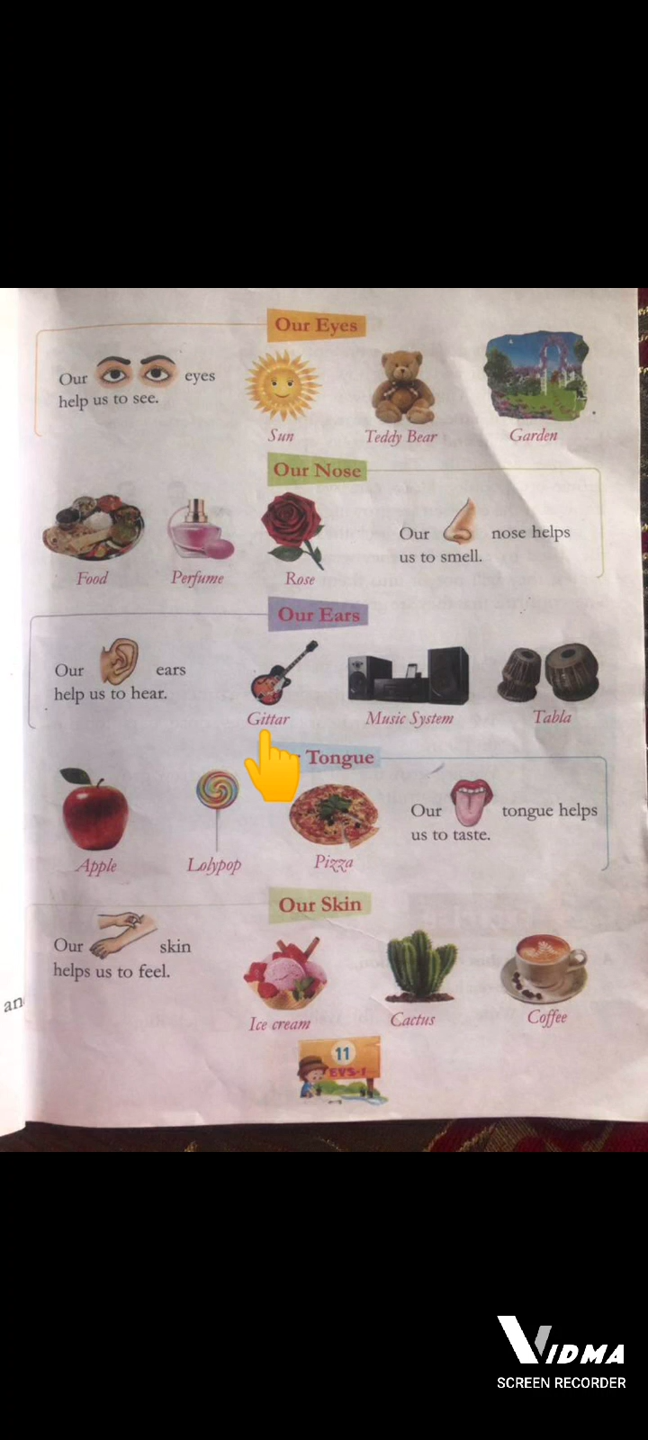 Our Eyes
Our eyes
help us to see.
Sun
Teddy Bear
Garden
Our Nose
Food
Perfume
Rose
Our nose helps
us to smell.
Our Ears
Our ears
help us to hear.
Gittar
Music System
Tabla
Tongue
Apple
Lolypop
Pizza
Our tongue helps
us to taste.
Our Skin
Our skin
helps us to feel.
Ice cream
Cactus
Coffee
an
11
EVS-1
VIDMA
SCREEN RECORDER